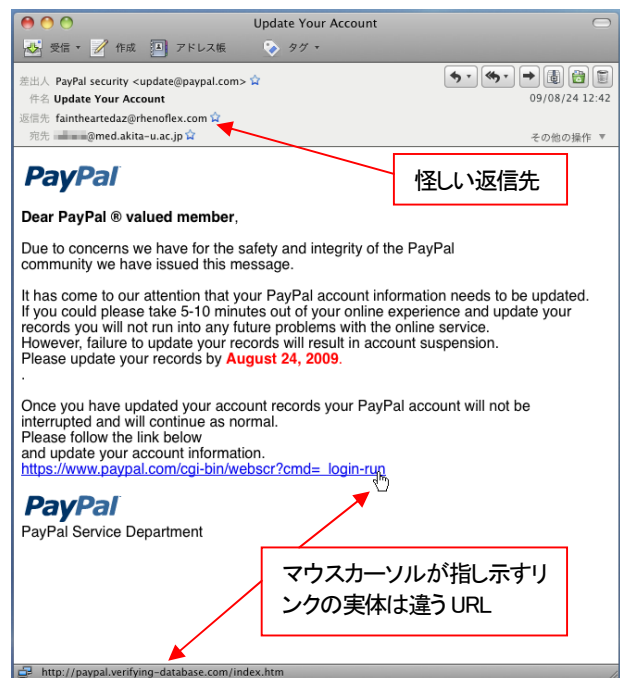 Update Your Account
受信 作成 アドレス帳 タグ
差出人 PayPal security <update@paypal.com>
件名 Update Your Account 09/08/24 12:42
返信先 faintheartedaz@rhenoflex.com
宛先 @med.akita-u.ac.jp その他の操作
怪しい返信先
PayPal
Dear PayPal ® valued member,
Due to concerns we have for the safety and integrity of the PayPal
community we have issued this message.
It has come to our attention that your PayPal account information needs to be updated.
If you could please take 5-10 minutes out of your online experience and update your
records you will not run into any future problems with the online service.
However, failure to update your records will result in account suspension.
Please update your records by August 24, 2009.
.
Once you have updated your account records your PayPal account will not be
interrupted and will continue as normal.
Please follow the link below
and update your account information.
https://www.paypal.com/cgi-bin/webscr?cmd=_login-run
PayPal
PayPal Service Department
マウスカーソルが指し示すリ
ンクの実体は違う URL
http://paypal.verifying-database.com/index.htm